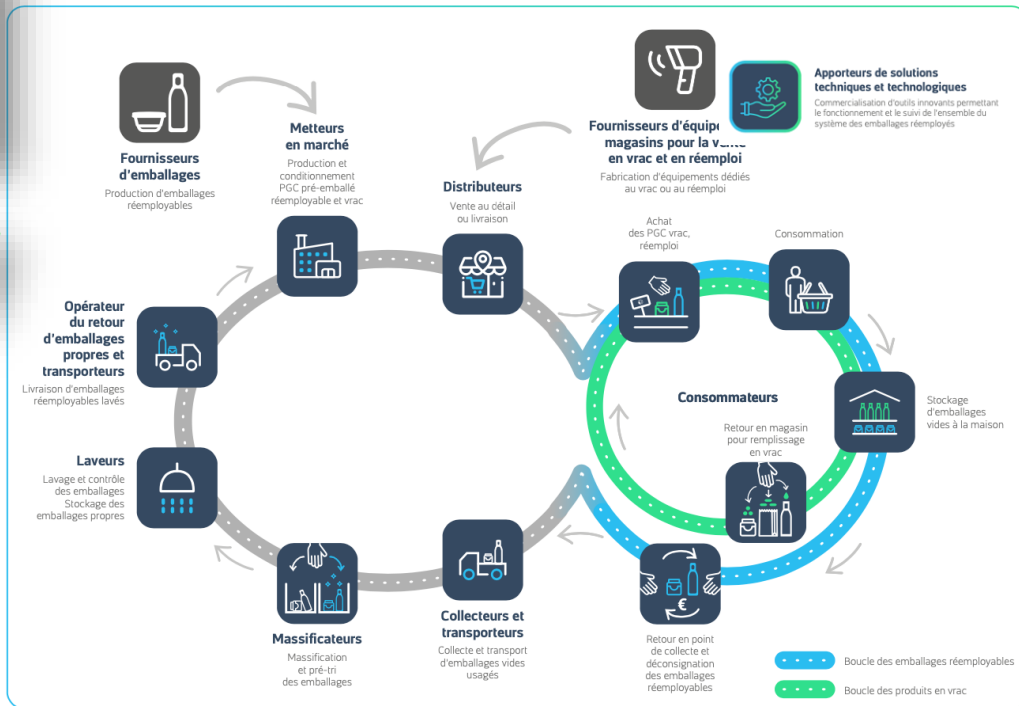 Fournisseurs
d'emballages
Production d'emballages
réemployables
Metteurs
en marché
Production et
conditionnement
PGC pré-emballé
réemployable et vrac
Distributeurs
Vente au détail
ou livraison
Fournisseurs d'équipe
magasins pour la
en vrac et en réemploi
Fabrication d'équipements dédiés
au vrac ou au réemploi
Apporteurs de solutions
techniques et technologiques
Commercialisation d'outils innovants permettant
le fonctionnement et le suivi de l'ensemble du
système des emballages réemployés
Achat
des PGC vrac,
réemploi
Consommation
Stockage
d'emballages
vides à la maison
Consommateurs
Retour en magasin
pour remplissage
en vrac
€
Retour en point
de collecte et
déconsignation
des emballages
réemployables
Collecteurs et
transporteurs
Collecte et transport
d'emballages vides
usagés
Massificateurs
Massification
et pré-tri
des emballages
Laveurs
Lavage et contrôle
des emballages
Stockage des
emballages propres
Opérateur
du retour
d'emballages
propres et
transporteurs
Livraison d'emballages
réemployables lavés
Boucle des emballages réemployables
Boucle des produits en vrac